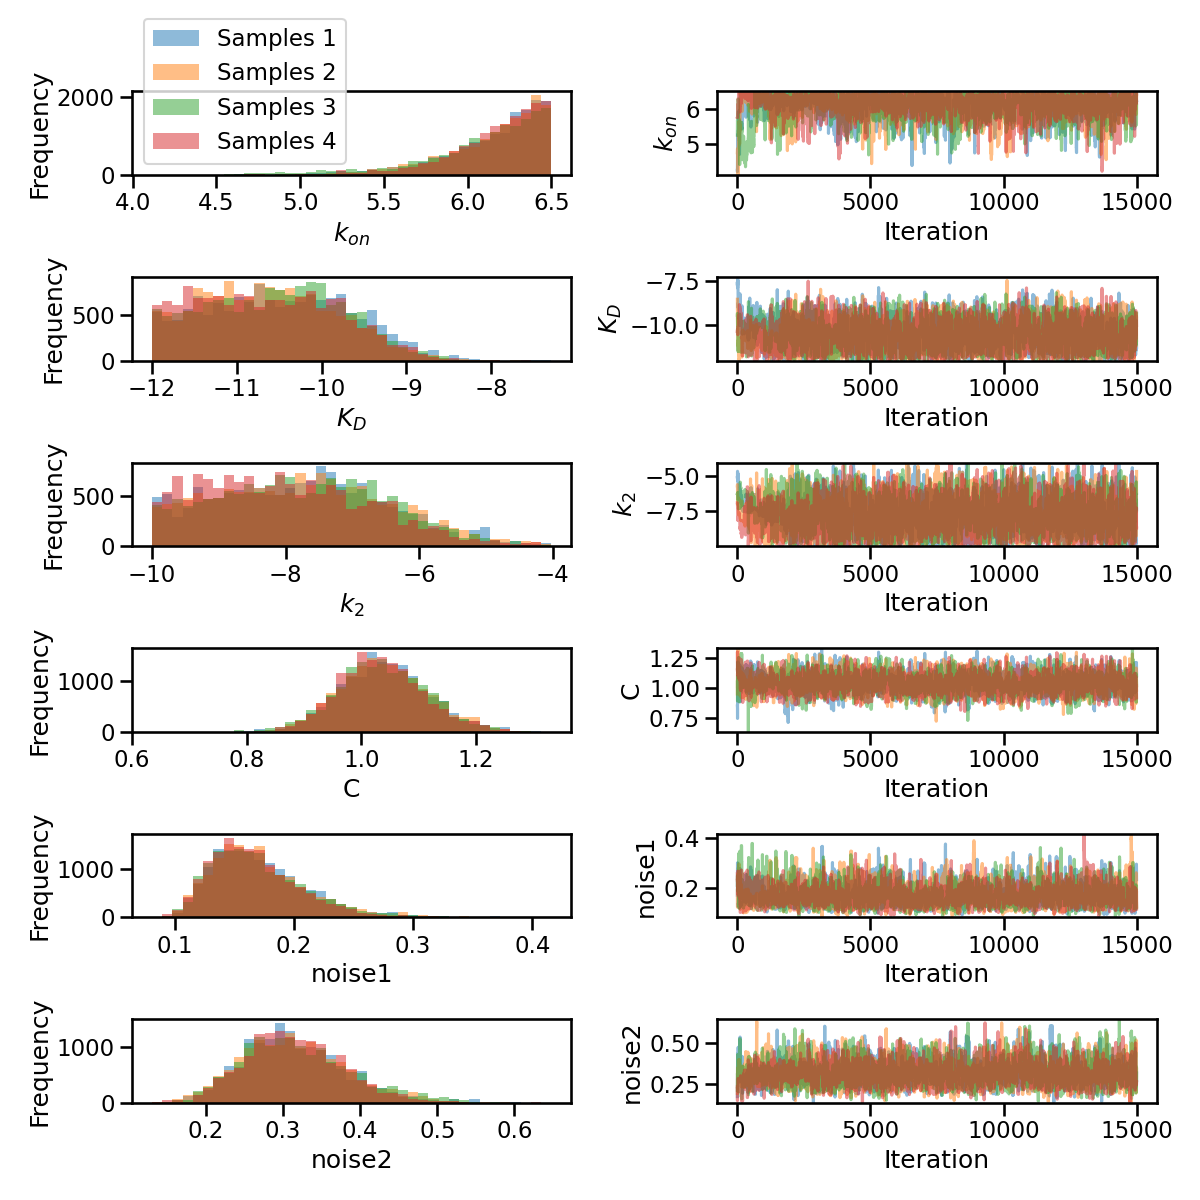 Samples 1
Samples 2
Samples 3
Samples 4
Frequency
2000
0
4.0 4.5 5.0 5.5 6.0 6.5
k_on
k_on
6
5
0 5000 10000 15000
Iteration
Frequency
500
0
−12 −11 −10 −9 −8
K_D
K_D
−7.5
−10.0
0 5000 10000 15000
Iteration
Frequency
500
0
−10 −8 −6 −4
k_2
k_2
−5.0
−7.5
0 5000 10000 15000
Iteration
Frequency
1000
0
0.6 0.8 1.0 1.2
C
C
1.25
1.00
0.75
0 5000 10000 15000
Iteration
Frequency
1000
0
0.1 0.2 0.3 0.4
noise1
noise1
0.4
0.2
0 5000 10000 15000
Iteration
Frequency
1000
0
0.2 0.3 0.4 0.5 0.6
noise2
noise2
0.50
0.25
0 5000 10000 15000
Iteration